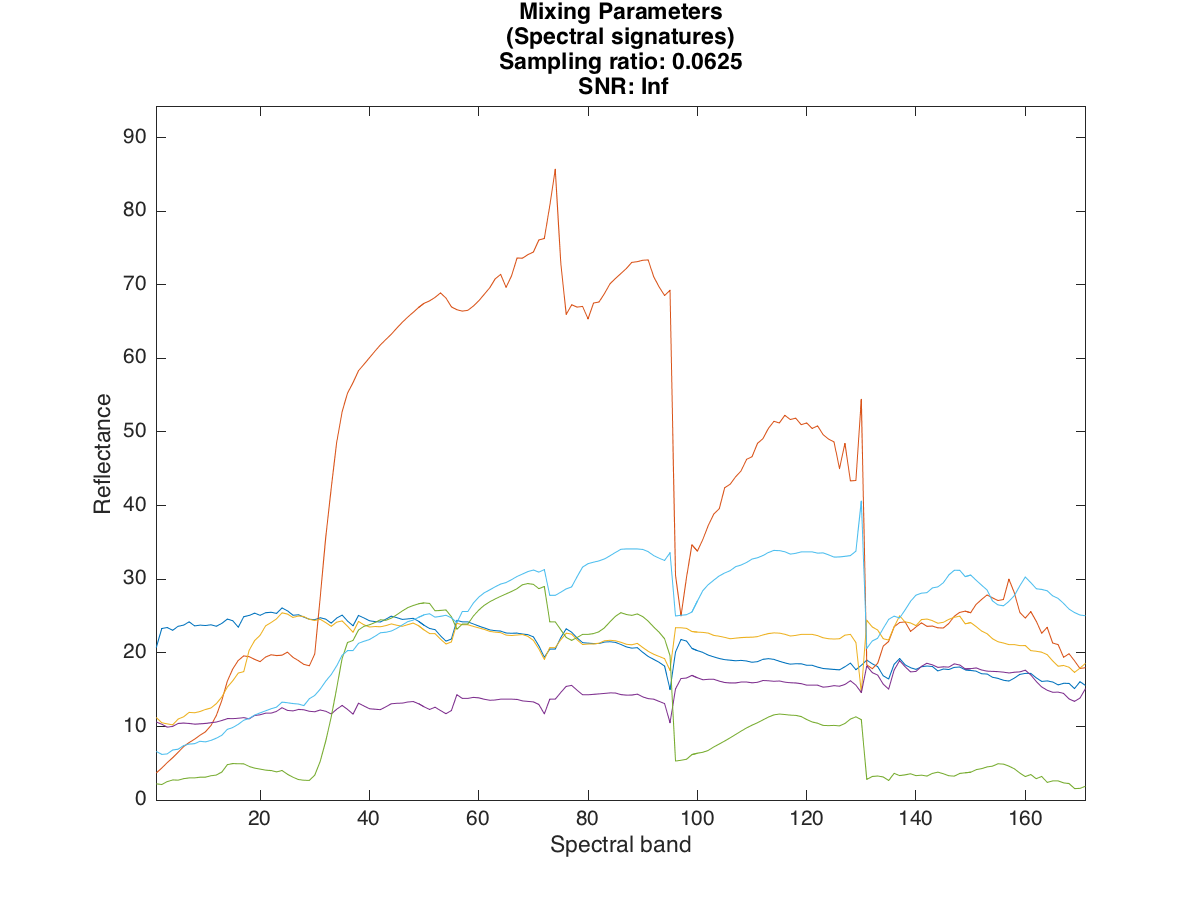 Mixing Parameters
(Spectral signatures)
Sampling ratio: 0.0625
SNR: Inf
90
80
70
60
50
40
30
20
10
0
Reflectance
20 40 60 80 100 120 140 160
Spectral band